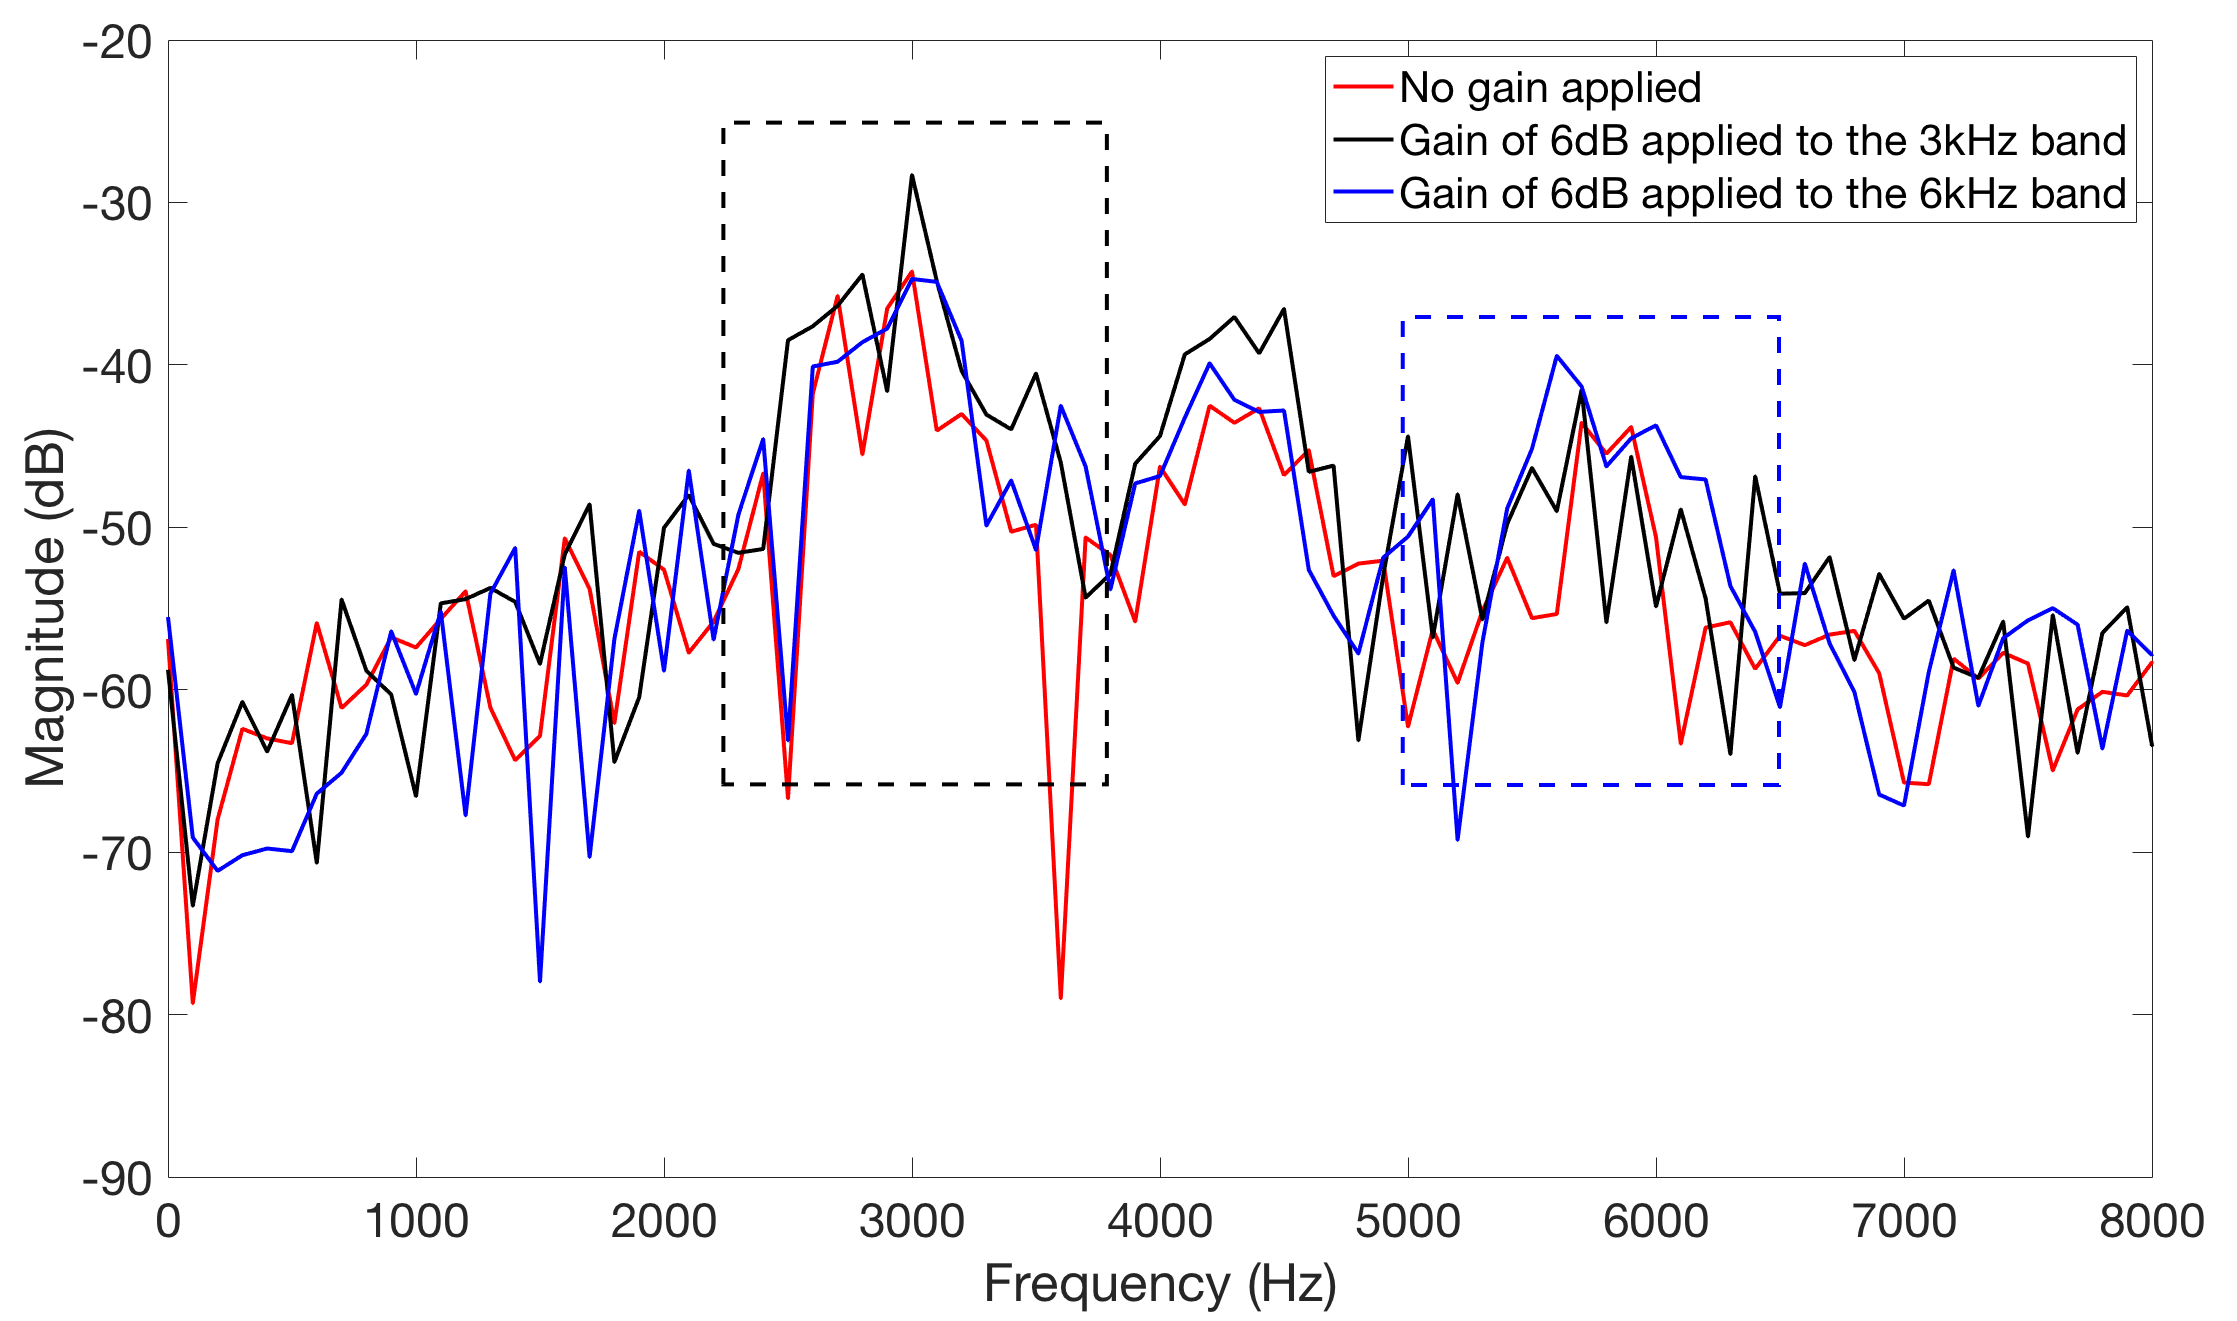 No gain applied
Gain of 6dB applied to the 3kHz band
Gain of 6dB applied to the 6kHz band
Magnitude (dB)
-20
-30
-40
-50
-60
-70
-80
-90
0 1000 2000 3000 4000 5000 6000 7000 8000
Frequency (Hz)